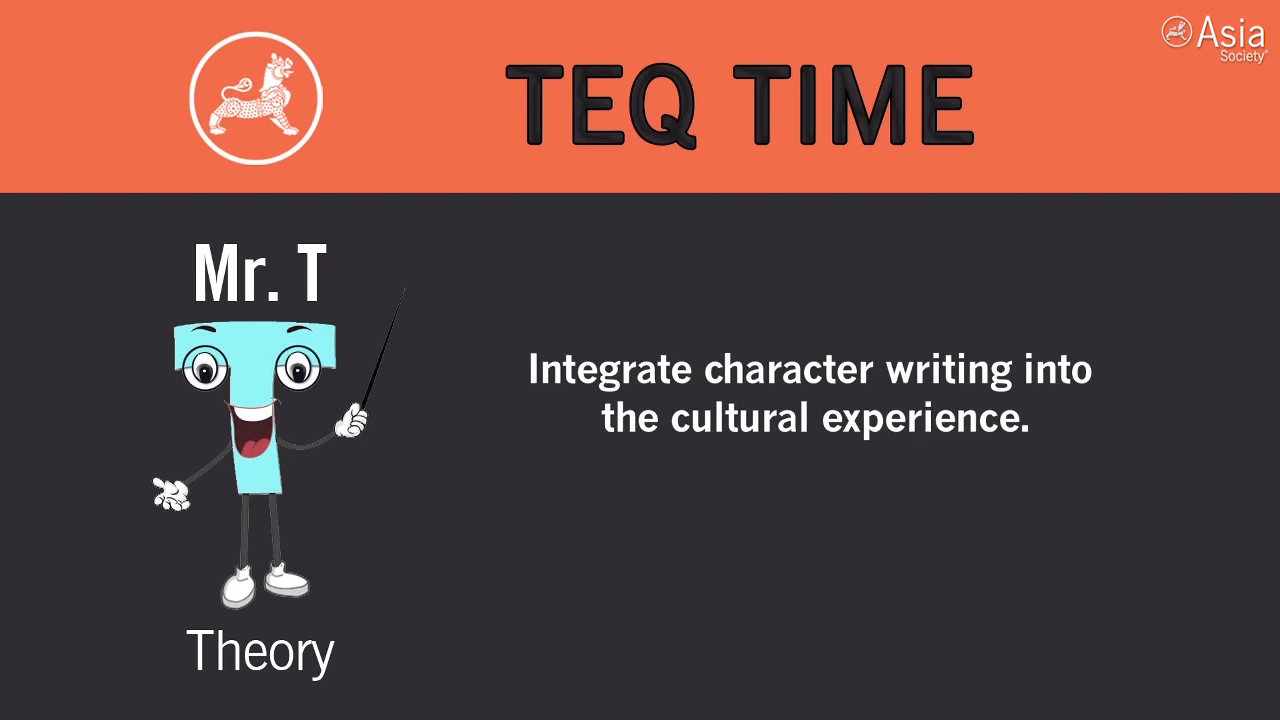 Asia
Society
TEQ TIME
Mr. T
Integrate character writing into
the cultural experience.
Theory